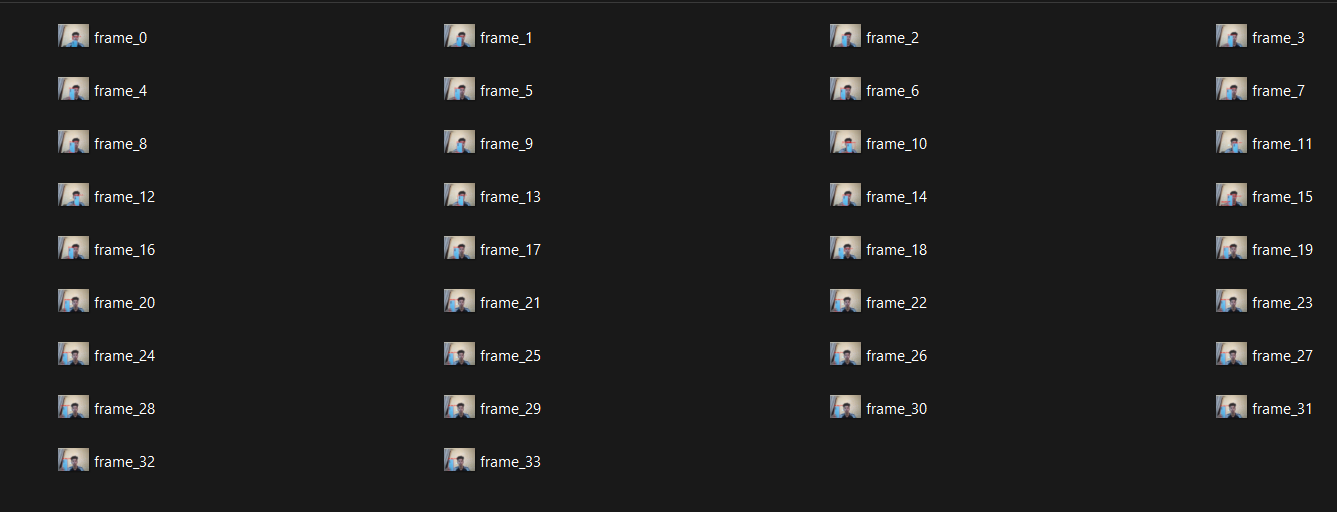 frame_0 frame_1 frame_2 frame_3
frame_4 frame_5 frame_6 frame_7
frame_8 frame_9 frame_10 frame_11
frame_12 frame_13 frame_14 frame_15
frame_16 frame_17 frame_18 frame_19
frame_20 frame_21 frame_22 frame_23
frame_24 frame_25 frame_26 frame_27
frame_28 frame_29 frame_30 frame_31
frame_32 frame_33